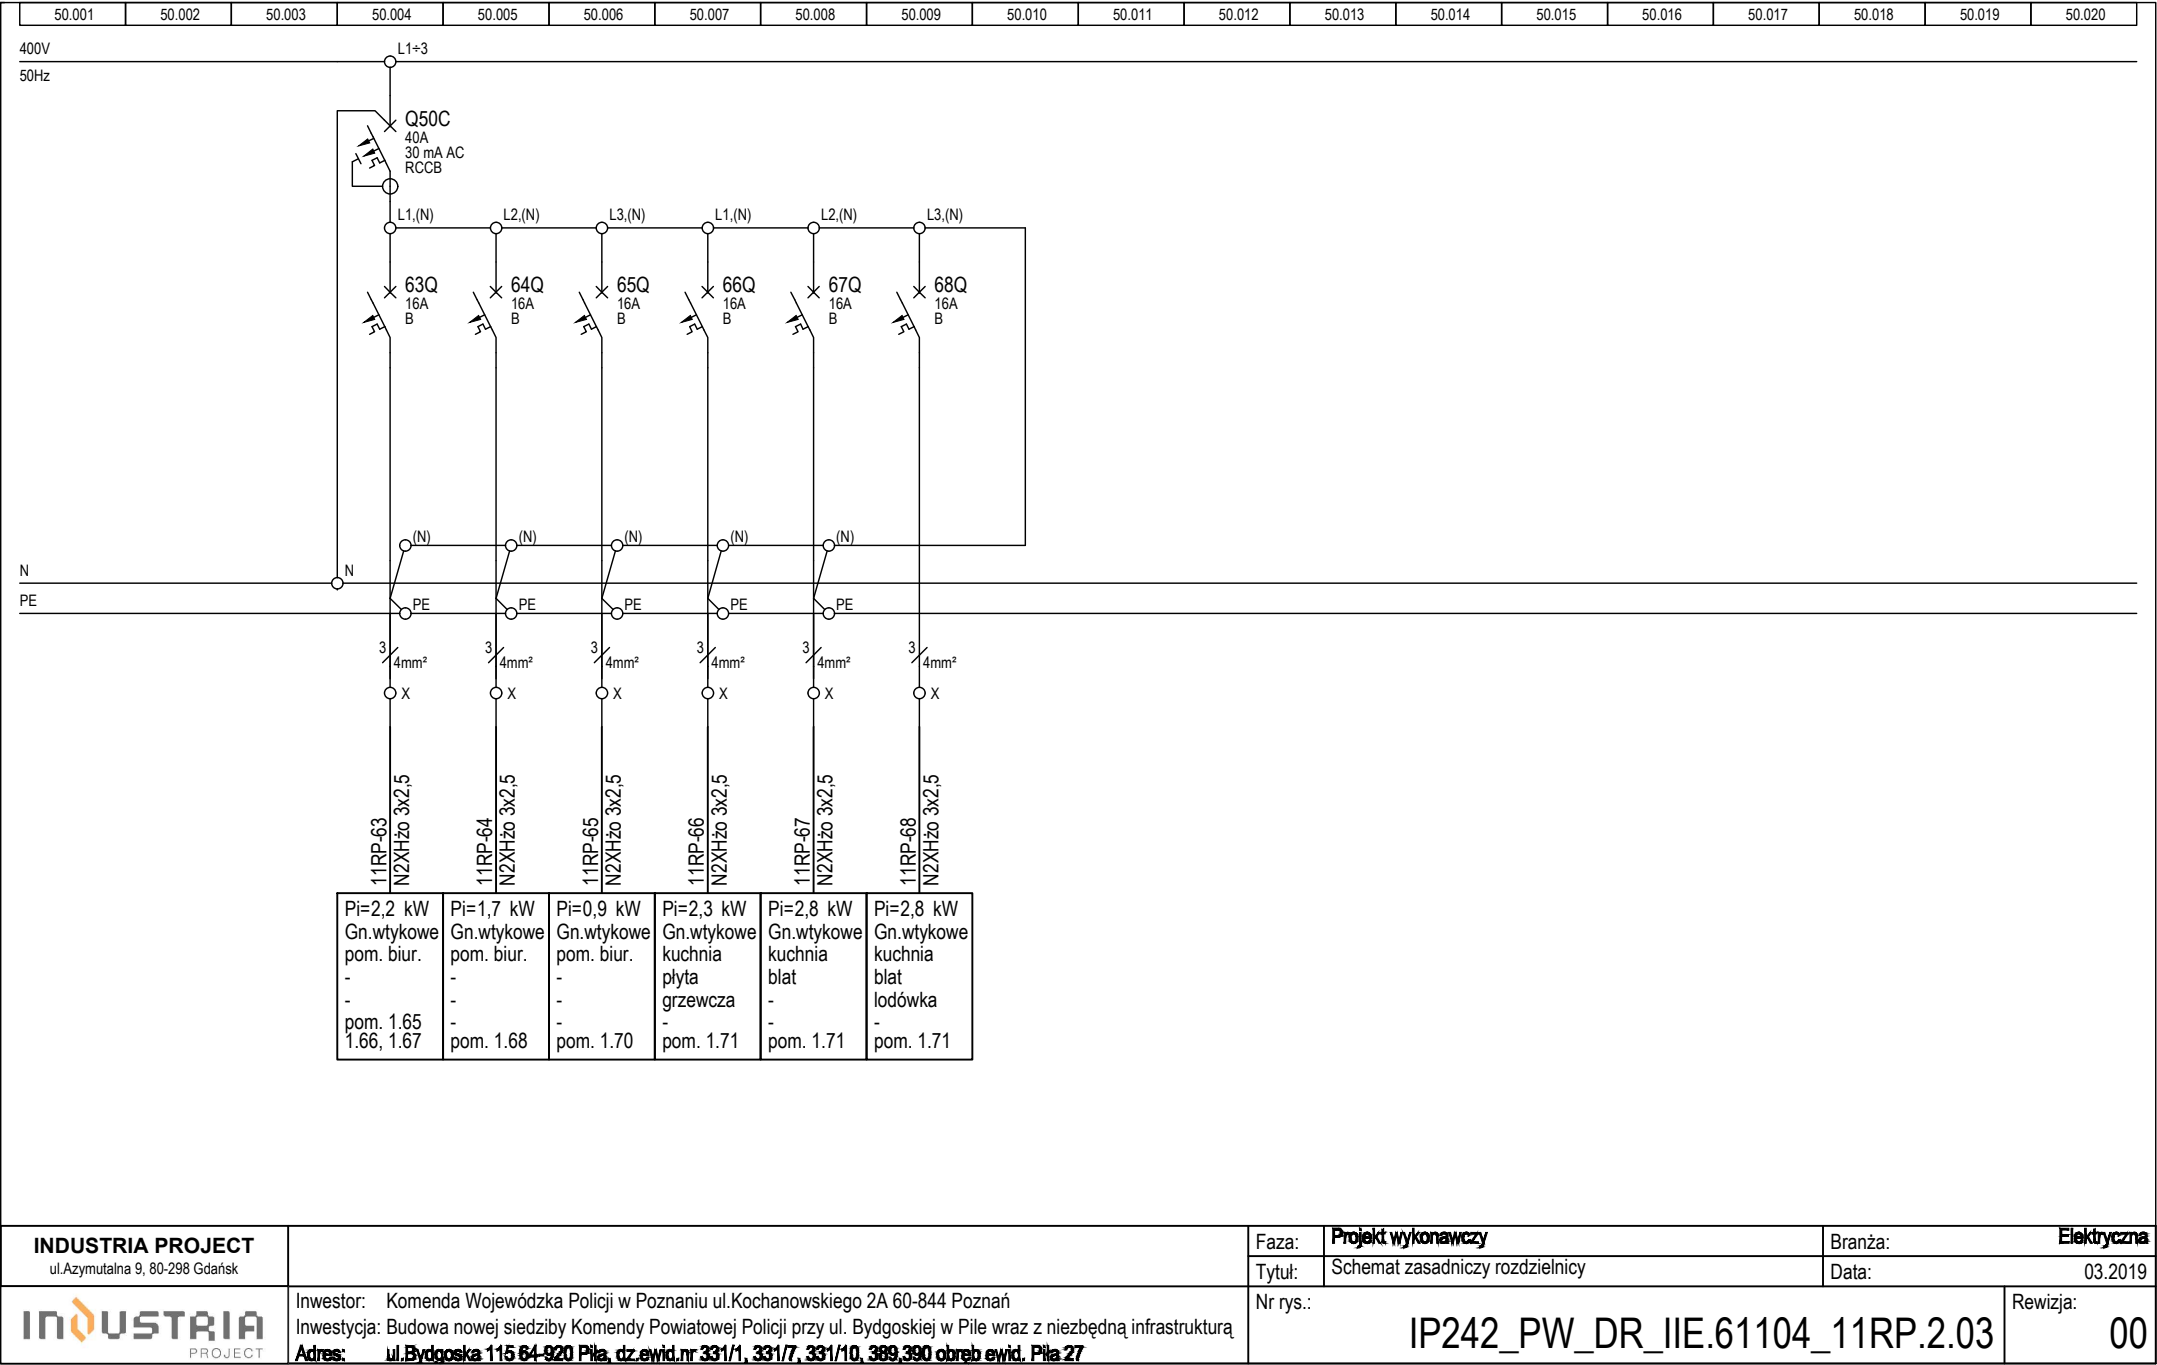 50.001 50.002 50.003 50.004 50.005 50.006 50.007 50.008 50.009 50.010 50.011 50.012 50.013 50.014 50.015 50.016 50.017 50.018 50.019 50.020
400V
L1÷3
50Hz
Q50C
40A
30 mA AC
RCCB
L1,(N) L2,(N) L3,(N) L1,(N) L2,(N) L3,(N)
63Q 64Q 65Q 66Q 67Q 68Q
16A 16A 16A 16A 16A 16A
B B B B B B
(N) (N) (N) (N) (N)
N N
PE PE PE PE PE PE
3 3 3 3 3 3
4mm² 4mm² 4mm² 4mm² 4mm² 4mm²
X X X X X X
11RP-63
N2XHżo 3x2,5
11RP-64
N2XHżo 3x2,5
11RP-65
N2XHżo 3x2,5
11RP-66
N2XHżo 3x2,5
11RP-67
N2XHżo 3x2,5
11RP-68
N2XHżo 3x2,5
Pi=2,2 kW
Gn.wtykowe
pom. biur.
-
-
pom. 1.65
1.66, 1.67
Pi=1,7 kW
Gn.wtykowe
pom. biur.
-
-
-
pom. 1.68
Pi=0,9 kW
Gn.wtykowe
pom. biur.
-
-
-
pom. 1.70
Pi=2,3 kW
Gn.wtykowe
kuchnia
płyta
grzewcza
-
pom. 1.71
Pi=2,8 kW
Gn.wtykowe
kuchnia
blat
-
-
pom. 1.71
Pi=2,8 kW
Gn.wtykowe
kuchnia
blat
lodówka
-
pom. 1.71
INDUSTRIA PROJECT
ul.Azymutalna 9, 80-298 Gdańsk
INDUSTRIA
PROJECT
Inwestor: Komenda Wojewódzka Policji w Poznaniu ul.Kochanowskiego 2A 60-844 Poznań
Inwestycja: Budowa nowej siedziby Komendy Powiatowej Policji przy ul. Bydgoskiej w Pile wraz z niezbędną infrastrukturą
Adres: ul.Bydgoska 115 64-920 Piła, dz.ewid.nr 331/1, 331/7, 331/10, 389,390 obręb ewid. Piła 27
Faza: Projekt wykonawczy
Branża: Elektryczna
Tytuł: Schemat zasadniczy rozdzielnicy
Data: 03.2019
Nr rys.:
IP242_PW_DR_IIE.61104_11RP.2.03
Rewizja:
00